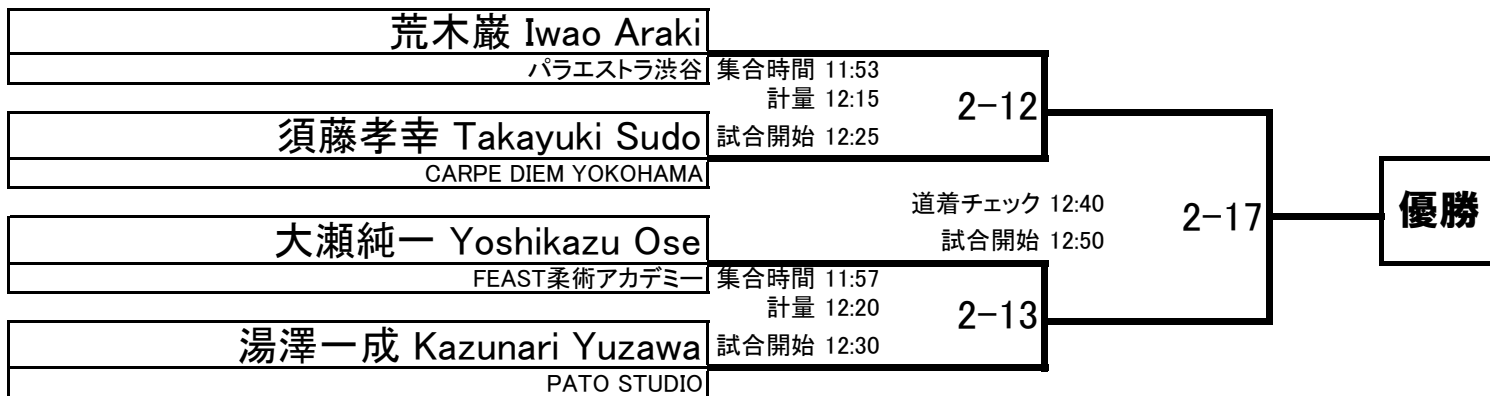 荒木巌 Iwao Araki
パラエストラ渋谷
集合時間 11:53
計量 12:15
2-12
須藤孝幸 Takayuki Sudo
試合開始 12:25
CARPE DIEM YOKOHAMA
道着チェック 12:40
試合開始 12:50
2-17
優勝
大瀬純一 Yoshikazu Ose
FEAST柔術アカデミー
集合時間 11:57
計量 12:20
2-13
湯澤一成 Kazunari Yuzawa
試合開始 12:30
PATO STUDIO